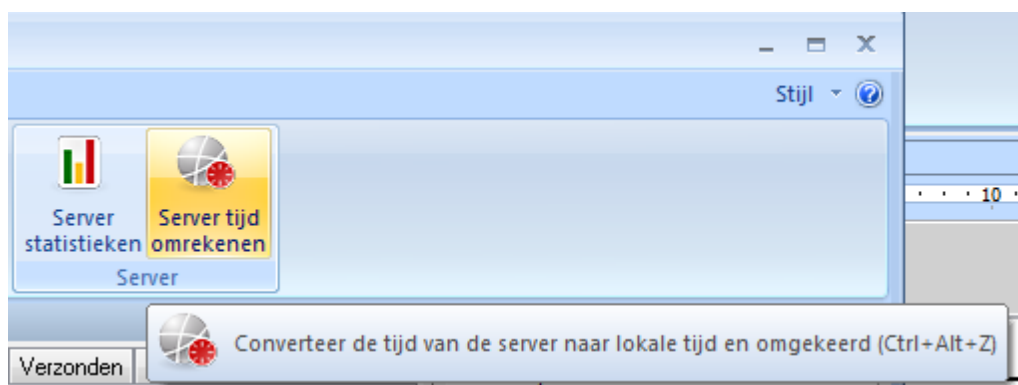 Stijl
10
Server
statistieken
Server tijd
omrekenen
Server
Converteer de tijd van de server naar lokale tijd en omgekeerd (Ctrl+Alt+Z)
Verzonden